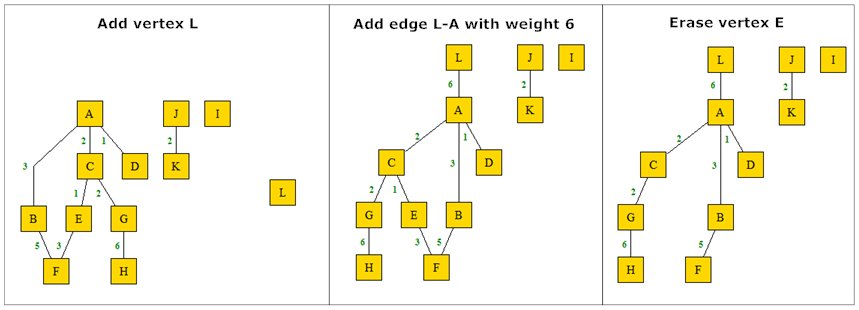 Add vertex L
A J I
2 1 2
3 C D K
1 2 L
B E G
5 3 6
F H
Add edge L-A with weight 6
L J I
6 2
A K
2 1
C 3 D
2 1
G E B
6 3 5
H F
Erase vertex E
L J I
6 2
A K
2 1
C 3 D
2
G B
6 5
H F